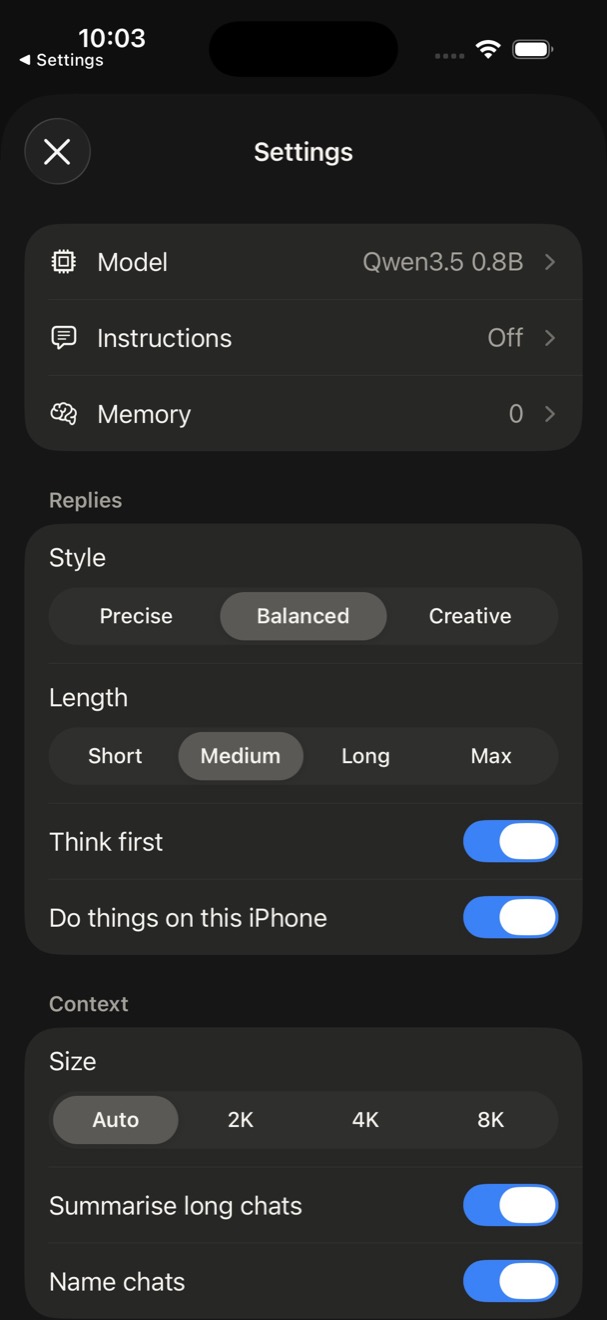 10:03
◀ Settings
Settings
Model Qwen3.5 0.8B
Instructions Off
Memory 0
Replies
Style
Precise Balanced Creative
Length
Short Medium Long Max
Think first
Do things on this iPhone
Context
Size
Auto 2K 4K 8K
Summarise long chats
Name chats